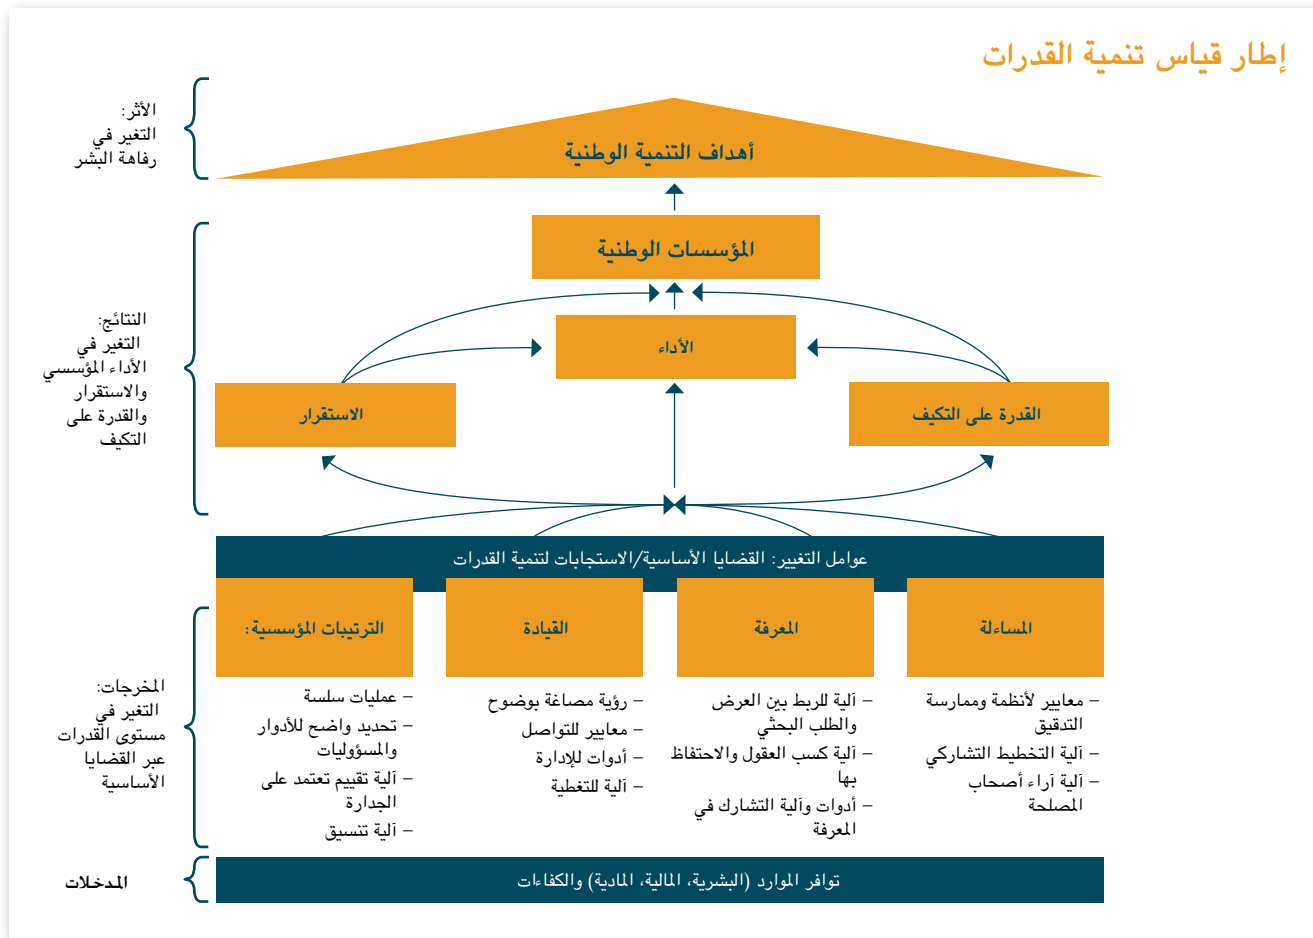 إطار قياس تنمية القدرات
الأثر:
التغير في
رفاهة البشر
أهداف التنمية الوطنية
المؤسسات الوطنية
النتائج:
التغير في
الأداء المؤسسي
والاستقرار
والقدرة على
التكيف
الأداء
القدرة على التكيف
الاستقرار
عوامل التغيير: القضايا الأساسية/الاستجابات لتنمية القدرات
المساءلة
– معايير لأنظمة وممارسة
التدقيق
– آلية التخطيط التشاركي
– آلية آراء أصحاب
المصلحة
المعرفة
– آلية للربط بين العرض
والطلب البحثي
– آلية كسب العقول والاحتفاظ
بها
– أدوات وآلية التشارك في
المعرفة
القيادة
– رؤية مصاغة بوضوح
– معايير للتواصل
– أدوات للإدارة
– آلية للتغطية
الترتيبات المؤسسية:
– عمليات سلسة
– تحديد واضح للأدوار
والمسؤوليات
– آلية تقييم تعتمد على
الجدارة
– آلية تنسيق
المخرجات:
التغير في
مستوى القدرات
عبر القضايا
الأساسية
توافر الموارد (البشرية، المالية، المادية) والكفاءات
المدخلات